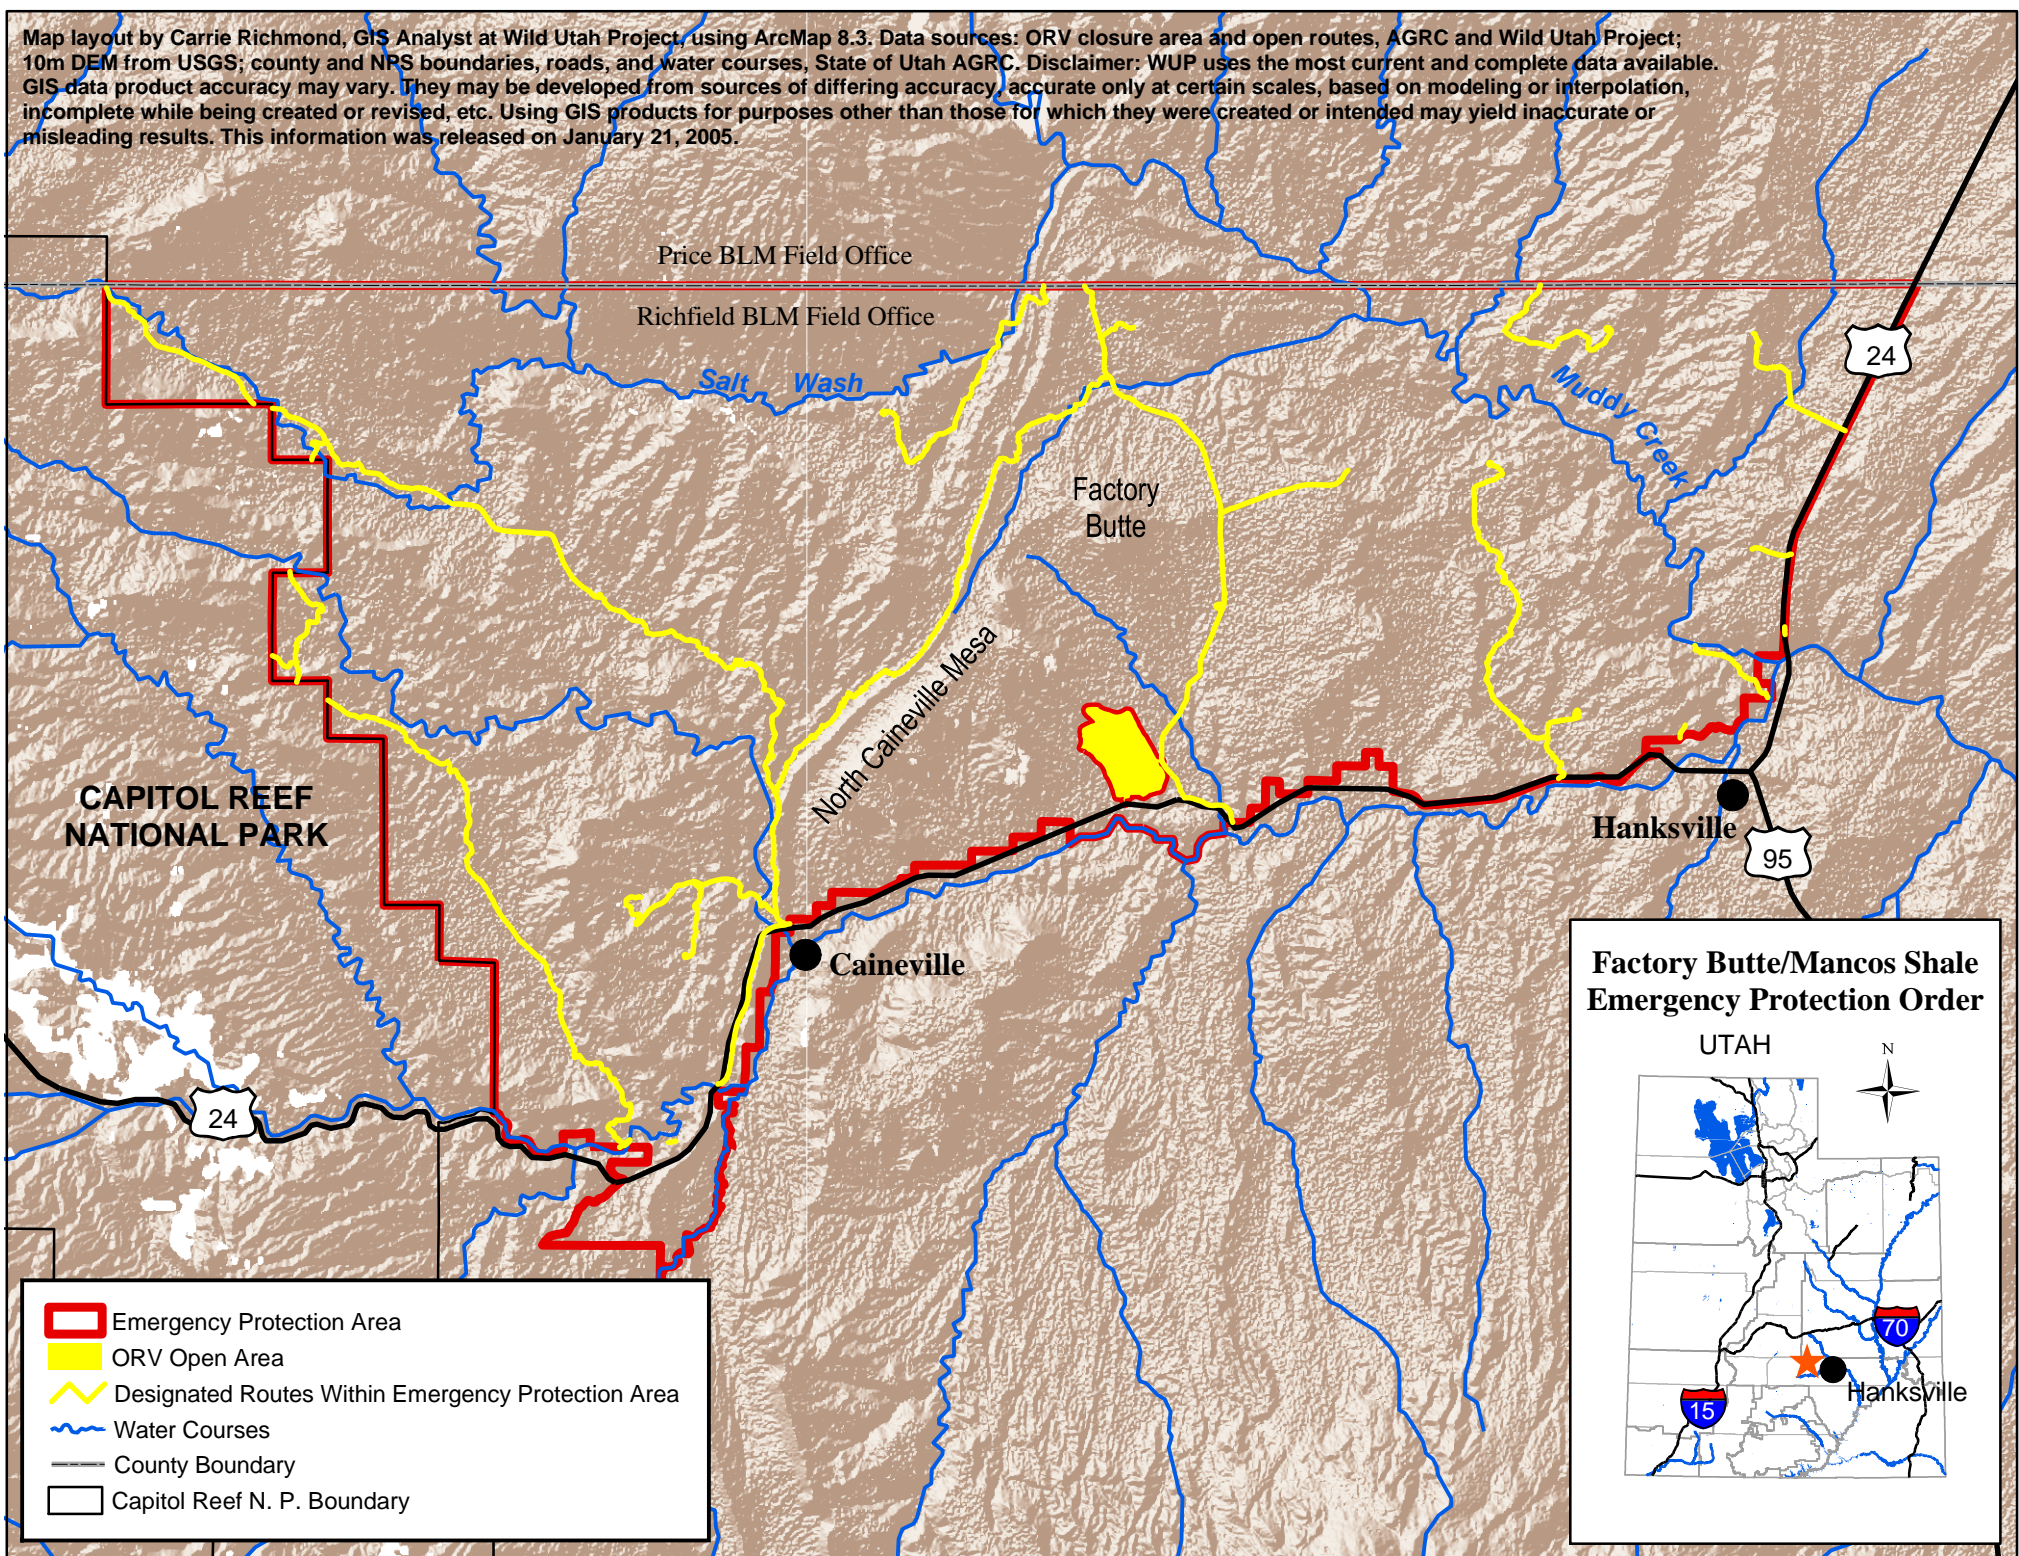 Map layout by Carrie Richmond, GIS Analyst at Wild Utah Project, using ArcMap 8.3. Data sources: ORV closure area and open routes, AGRC and Wild Utah Project;
10m DEM from USGS; county and NPS boundaries, roads, and water courses, State of Utah AGRC. Disclaimer: WUP uses the most current and complete data available.
GIS data product accuracy may vary. They may be developed from sources of differing accuracy, accurate only at certain scales, based on modeling or interpolation,
incomplete while being created or revised, etc. Using GIS products for purposes other than those for which they were created or intended may yield inaccurate or
misleading results. This information was released on January 21, 2005.
Price BLM Field Office
Richfield BLM Field Office
24
Salt Wash
Muddy Creek
Factory
Butte
North Caineville Mesa
CAPITOL REEF
NATIONAL PARK
Hanksville
95
Caineville
24
Factory Butte/Mancos Shale
Emergency Protection Order
UTAH
N
70
Hanksville
15
Emergency Protection Area
ORV Open Area
Designated Routes Within Emergency Protection Area
Water Courses
County Boundary
Capitol Reef N. P. Boundary